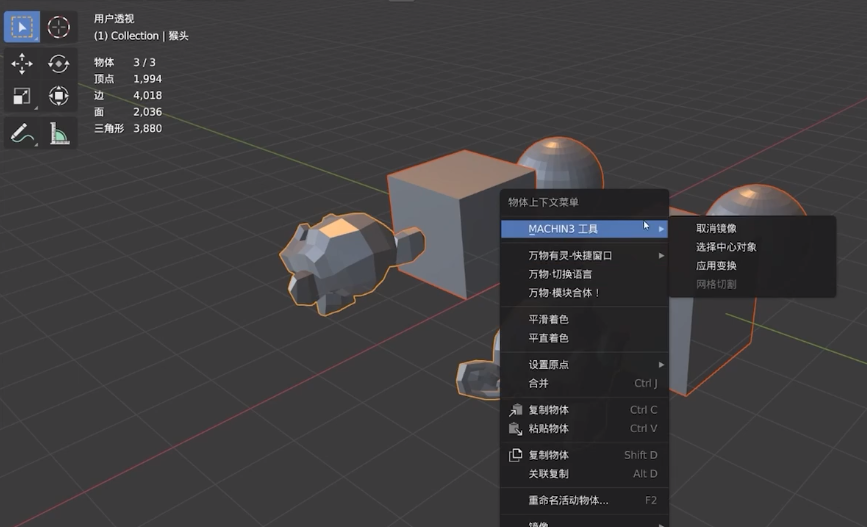 用户透视
(1) Collection | 猴头
物体 3 / 3
顶点 1,994
边 4,018
面 2,036
三角形 3,880
物体上下文菜单
MACHIN3 工具
取消镜像
选择中心对象
应用变换
网格切割
万物有灵-快捷窗口
万物·切换语言
万物·模块合体！
平滑着色
平直着色
设置原点
合并 Ctrl J
复制物体 Ctrl C
粘贴物体 Ctrl V
复制物体 Shift D
关联复制 Alt D
重命名活动物体... F2
镜像